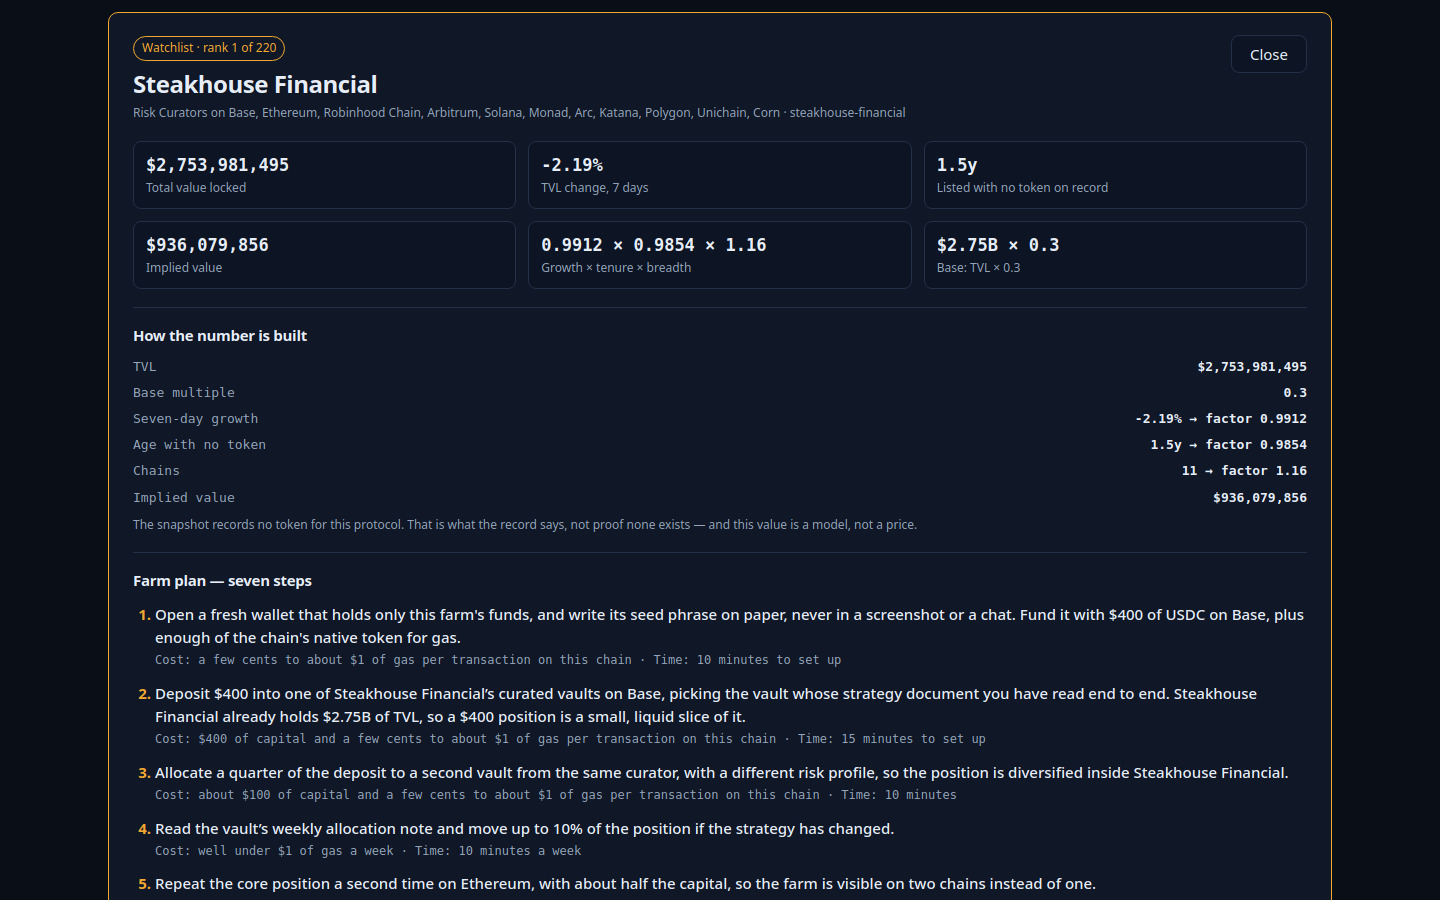 Watchlist · rank 1 of 220
Close
Steakhouse Financial
Risk Curators on Base, Ethereum, Robinhood Chain, Arbitrum, Solana, Monad, Arc, Katana, Polygon, Unichain, Corn · steakhouse-financial
$2,753,981,495
Total value locked
-2.19%
TVL change, 7 days
1.5y
Listed with no token on record
$936,079,856
Implied value
0.9912 × 0.9854 × 1.16
Growth × tenure × breadth
$2.75B × 0.3
Base: TVL × 0.3
How the number is built
TVL $2,753,981,495
Base multiple 0.3
Seven-day growth -2.19% → factor 0.9912
Age with no token 1.5y → factor 0.9854
Chains 11 → factor 1.16
Implied value $936,079,856
The snapshot records no token for this protocol. That is what the record says, not proof none exists — and this value is a model, not a price.
Farm plan — seven steps
1. Open a fresh wallet that holds only this farm's funds, and write its seed phrase on paper, never in a screenshot or a chat. Fund it with $400 of USDC on Base, plus
enough of the chain's native token for gas.
Cost: a few cents to about $1 of gas per transaction on this chain · Time: 10 minutes to set up
2. Deposit $400 into one of Steakhouse Financial’s curated vaults on Base, picking the vault whose strategy document you have read end to end. Steakhouse
Financial already holds $2.75B of TVL, so a $400 position is a small, liquid slice of it.
Cost: $400 of capital and a few cents to about $1 of gas per transaction on this chain · Time: 15 minutes to set up
3. Allocate a quarter of the deposit to a second vault from the same curator, with a different risk profile, so the position is diversified inside Steakhouse Financial.
Cost: about $100 of capital and a few cents to about $1 of gas per transaction on this chain · Time: 10 minutes
4. Read the vault’s weekly allocation note and move up to 10% of the position if the strategy has changed.
Cost: well under $1 of gas a week · Time: 10 minutes a week
5. Repeat the core position a second time on Ethereum, with about half the capital, so the farm is visible on two chains instead of one.